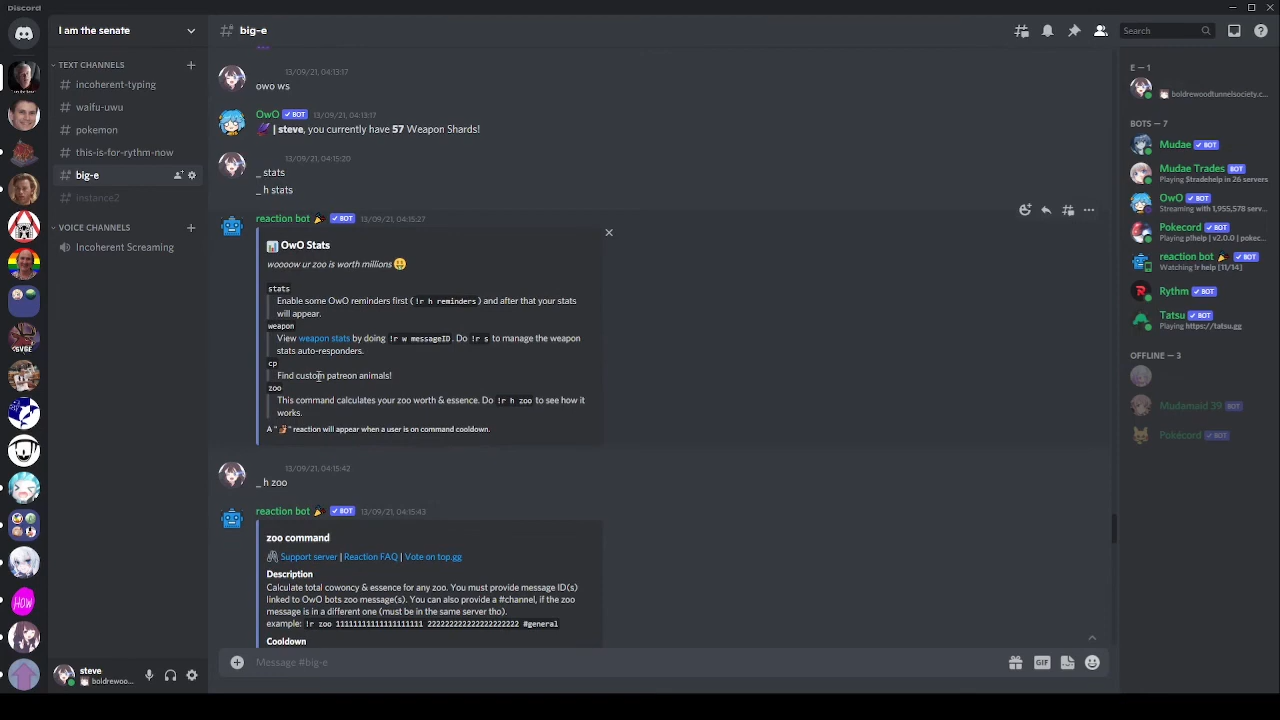 Discord
I am the senate
big-e
Search
TEXT CHANNELS
incoherent-typing
waifu-uwu
pokemon
this-is-for-rythm-now
big-e
instance2
VOICE CHANNELS
Incoherent Screaming
steve
boldrewoo...
13/09/21, 04:13:17
owo ws
OwO BOT 13/09/21, 04:13:17
| steve, you currently have 57 Weapon Shards!
13/09/21, 04:15:20
_ stats
_ h stats
reaction bot BOT 13/09/21, 04:15:27
OwO Stats
woooow ur zoo is worth millions
stats
Enable some OwO reminders first ( !r h reminders ) and after that your stats
will appear.
weapon
View weapon stats by doing !r w messageID. Do !r s to manage the weapon
stats auto-responders.
cp
Find custom patreon animals!
zoo
This command calculates your zoo worth & essence. Do !r h zoo to see how it
works.
A " " reaction will appear when a user is on command cooldown.
13/09/21, 04:15:42
_ h zoo
reaction bot BOT 13/09/21, 04:15:43
zoo command
Support server | Reaction FAQ | Vote on top.gg
Description
Calculate total cowoncy & essence for any zoo. You must provide message ID(s)
linked to OwO bots zoo message(s). You can also provide a #channel, if the zoo
message is in a different one (must be in the same server tho).
example: !r zoo 111111111111111111 222222222222222222 #general
Cooldown
Message #big-e
GIF
E — 1
boldrewoodtunnelsociety.c...
BOTS — 7
Mudae BOT
Mudae Trades BOT
Playing $tradehelp in 26 servers
OwO BOT
Streaming with 1,955,578 serv...
Pokecord BOT
Playing p!help | v2.0.0 | pokec...
reaction bot BOT
Watching !r help [11/14]
Rythm BOT
Tatsu BOT
Playing https://tatsu.gg
OFFLINE — 3
Mudamaid 39 BOT
Pokécord BOT
HOW